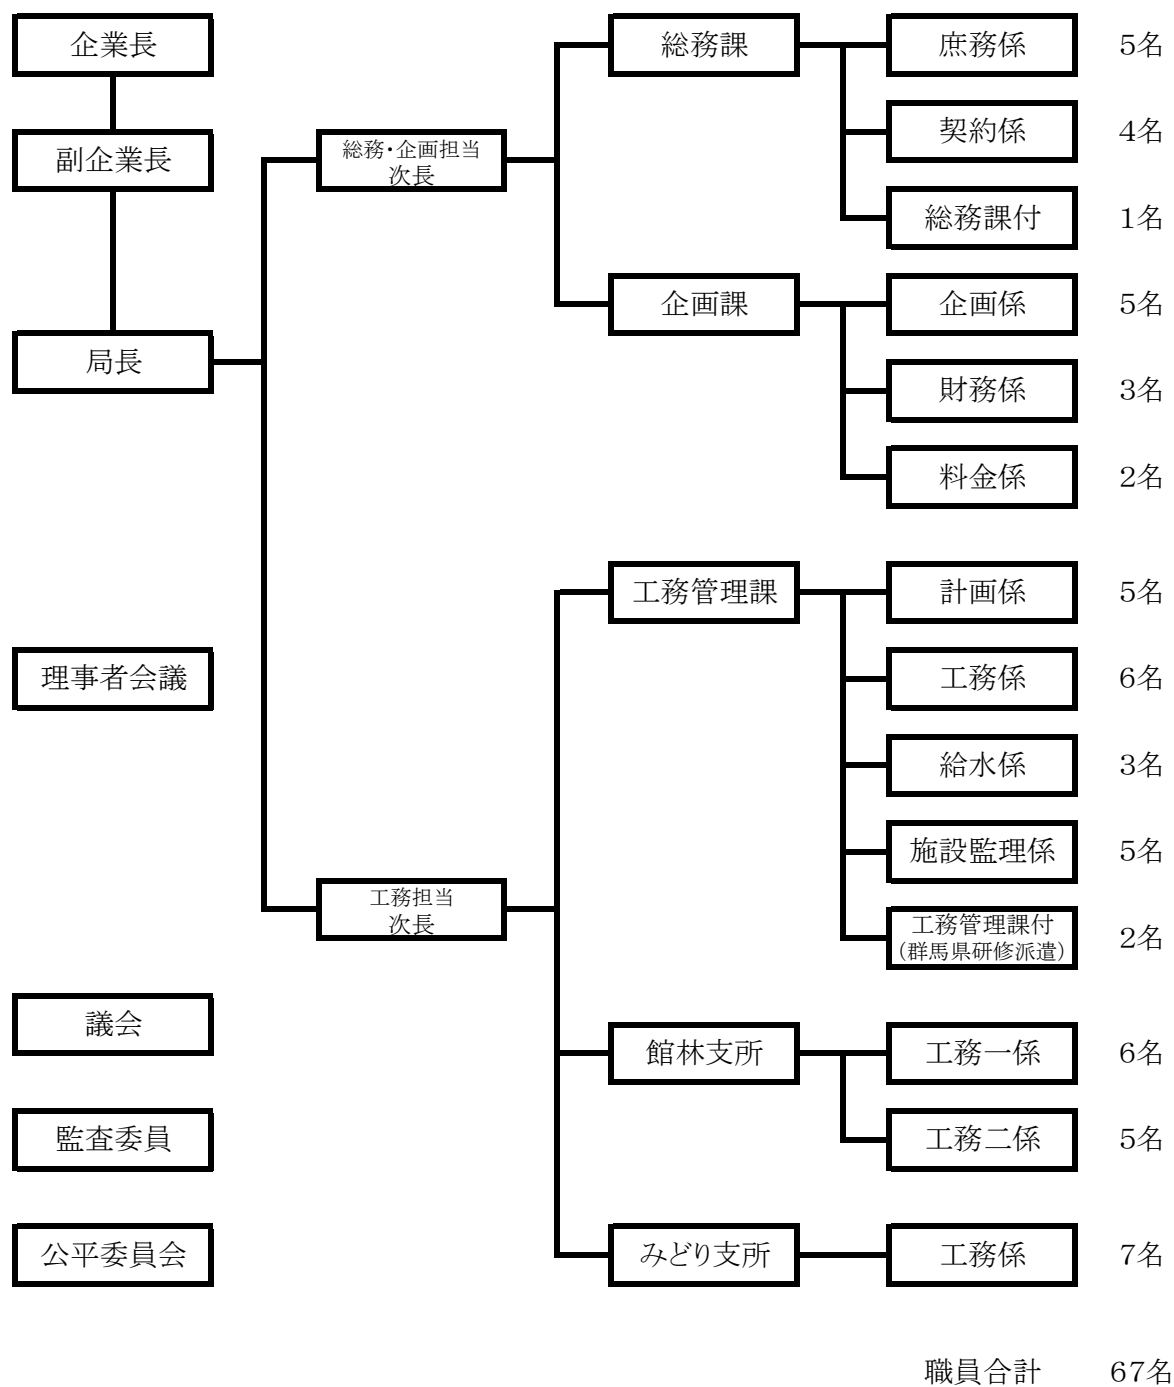 企業長
副企業長
局長
理事者会議
議会
監査委員
公平委員会
総務・企画担当
次長
工務担当
次長
総務課
庶務係 5名
契約係 4名
総務課付 1名
企画課
企画係 5名
財務係 3名
料金係 2名
工務管理課
計画係 5名
工務係 6名
給水係 3名
施設監理係 5名
工務管理課付
（群馬県研修派遣） 2名
館林支所
工務一係 6名
工務二係 5名
みどり支所
工務係 7名
職員合計 67名